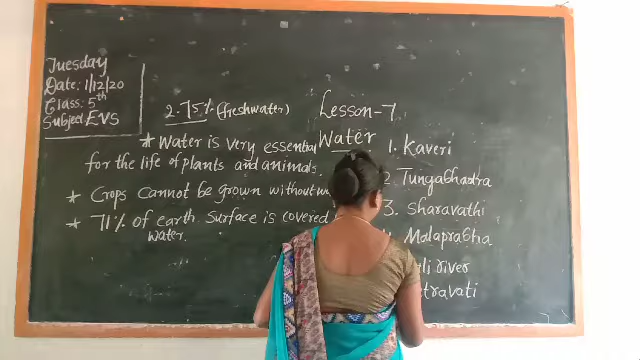 Tuesday
Date: 1/12/20
Class: 5th
Subject: EVS
2.75% (freshwater)
Lesson-7
Water
* Water is very essential
for the life of plants and animals.
* Crops cannot be grown without
* 71% of earth surface is covered
water.
1. Kaveri
2 Tungabhadra
3. Sharavathi
Malaprabha
river